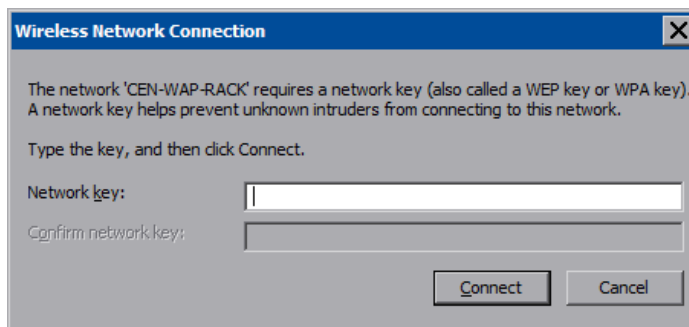 Wireless Network Connection
The network 'CEN-WAP-RACK' requires a network key (also called a WEP key or WPA key).
A network key helps prevent unknown intruders from connecting to this network.
Type the key, and then click Connect.
Network key:
Confirm network key:
Connect Cancel